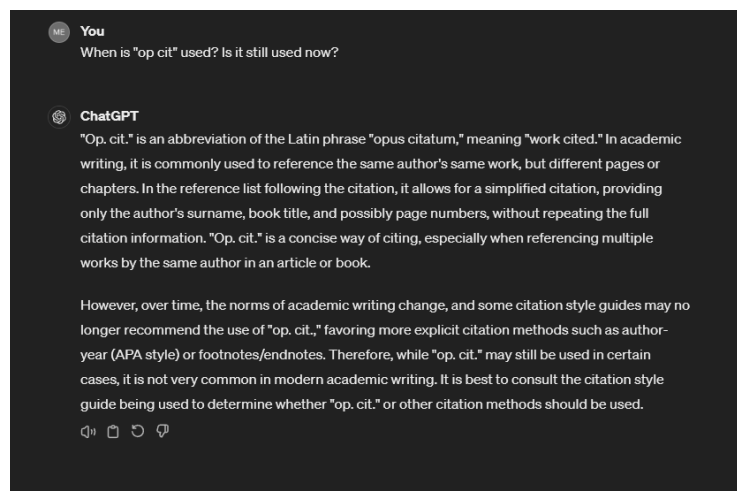 ME You
When is "op cit" used? Is it still used now?
ChatGPT
"Op. cit." is an abbreviation of the Latin phrase "opus citatum," meaning "work cited." In academic
writing, it is commonly used to reference the same author's same work, but different pages or
chapters. In the reference list following the citation, it allows for a simplified citation, providing
only the author's surname, book title, and possibly page numbers, without repeating the full
citation information. "Op. cit." is a concise way of citing, especially when referencing multiple
works by the same author in an article or book.
However, over time, the norms of academic writing change, and some citation style guides may no
longer recommend the use of "op. cit.," favoring more explicit citation methods such as author-
year (APA style) or footnotes/endnotes. Therefore, while "op. cit." may still be used in certain
cases, it is not very common in modern academic writing. It is best to consult the citation style
guide being used to determine whether "op. cit." or other citation methods should be used.